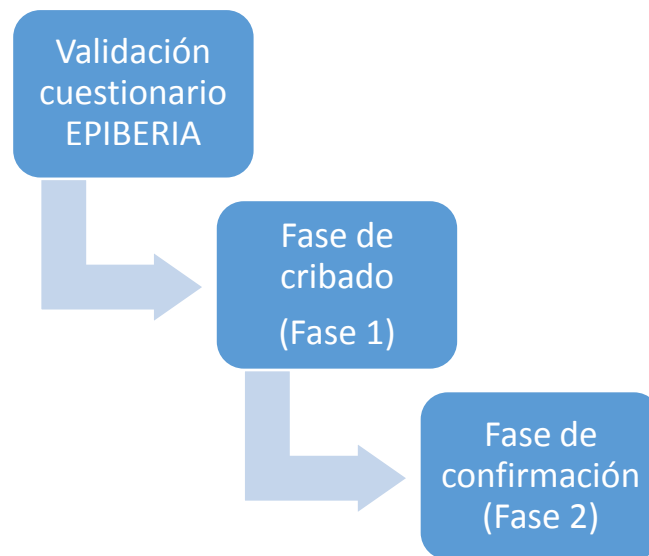 Validación
cuestionario
EPIBERIA
Fase de
cribado
(Fase 1)
Fase de
confirmación
(Fase 2)